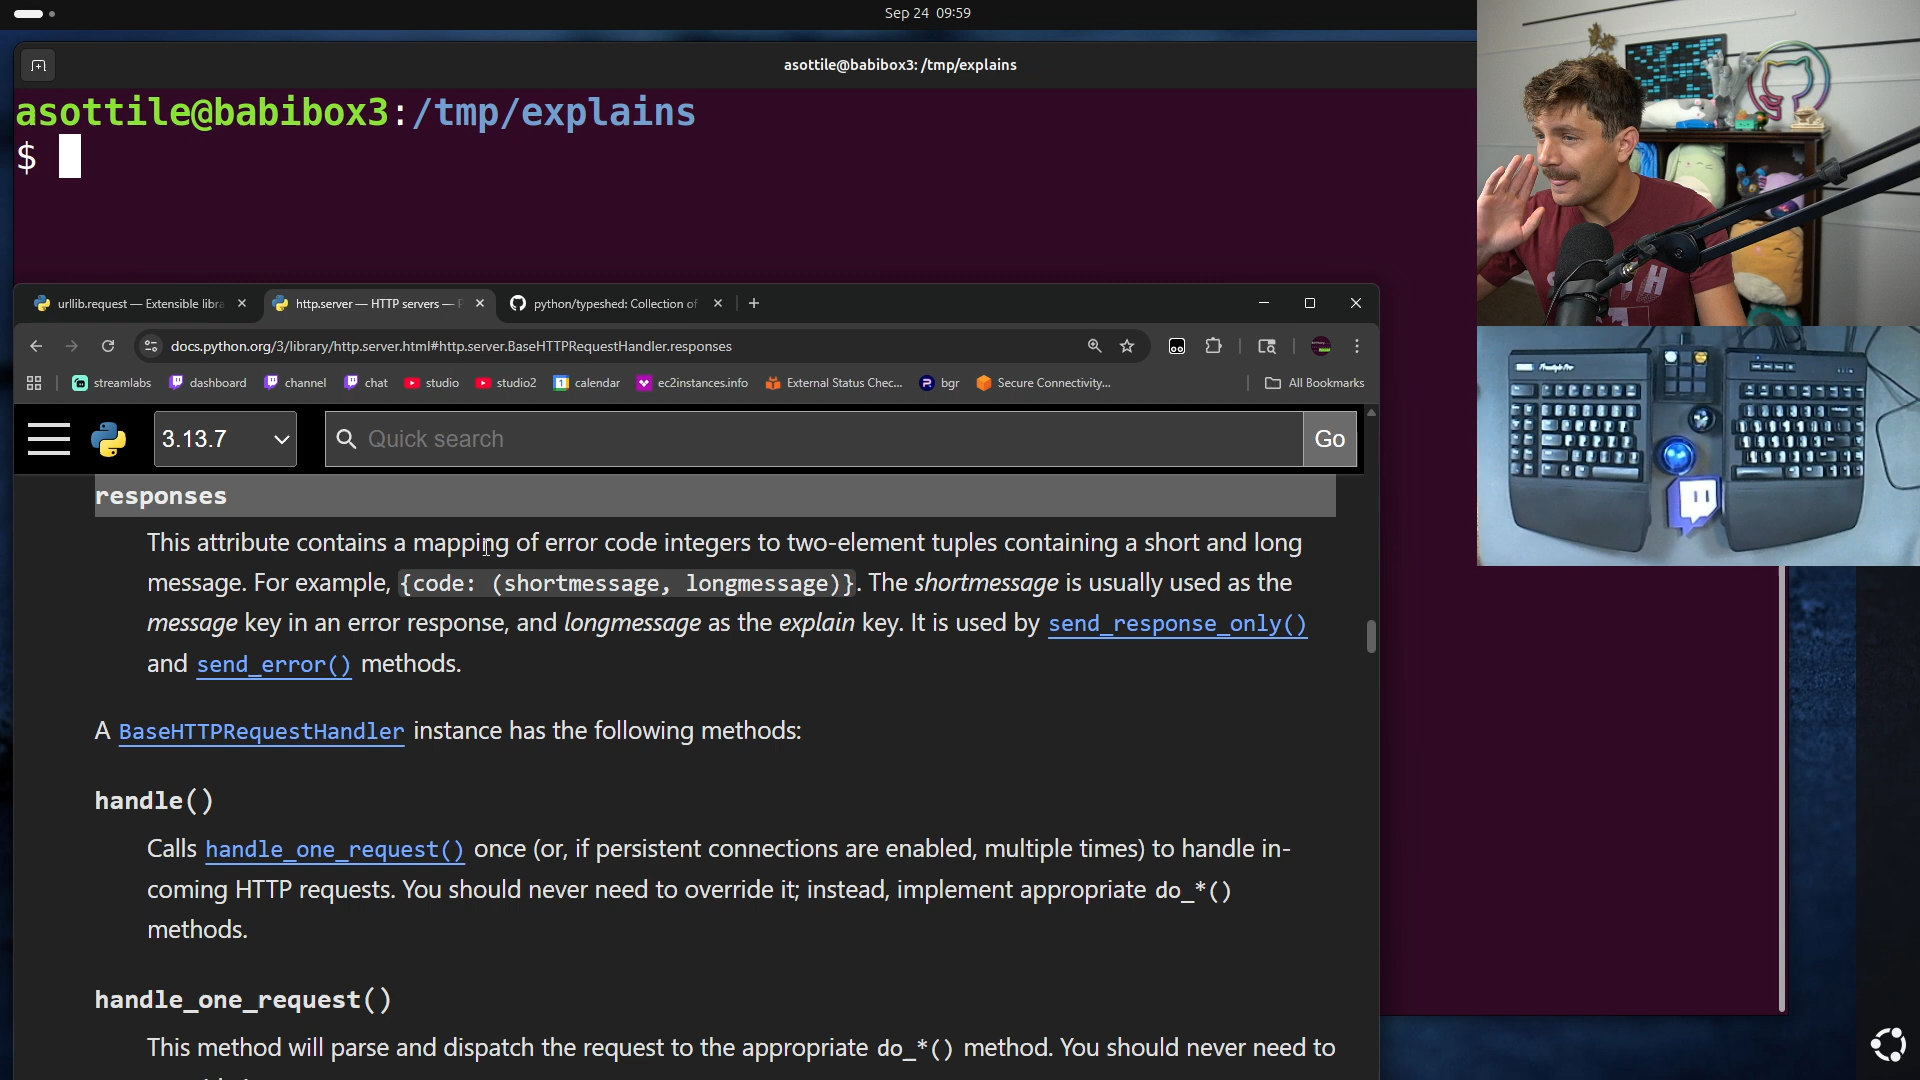 Sep 24 09:59
asottile@babibox3: /tmp/explains
asottile@babibox3:/tmp/explains
$
urllib.request — Extensible libra
http.server — HTTP servers —
python/typeshed: Collection of
docs.python.org/3/library/http.server.html#http.server.BaseHTTPRequestHandler.responses
streamlabs
dashboard
channel
chat
studio
studio2
calendar
ec2instances.info
External Status Chec...
bgr
Secure Connectivity...
All Bookmarks
3.13.7
Quick search
Go
responses
This attribute contains a mapping of error code integers to two-element tuples containing a short and long
message. For example, {code: (shortmessage, longmessage)}. The shortmessage is usually used as the
message key in an error response, and longmessage as the explain key. It is used by send_response_only()
and send_error() methods.
A BaseHTTPRequestHandler instance has the following methods:
handle()
Calls handle_one_request() once (or, if persistent connections are enabled, multiple times) to handle in-
coming HTTP requests. You should never need to override it; instead, implement appropriate do_*()
methods.
handle_one_request()
This method will parse and dispatch the request to the appropriate do_*() method. You should never need to